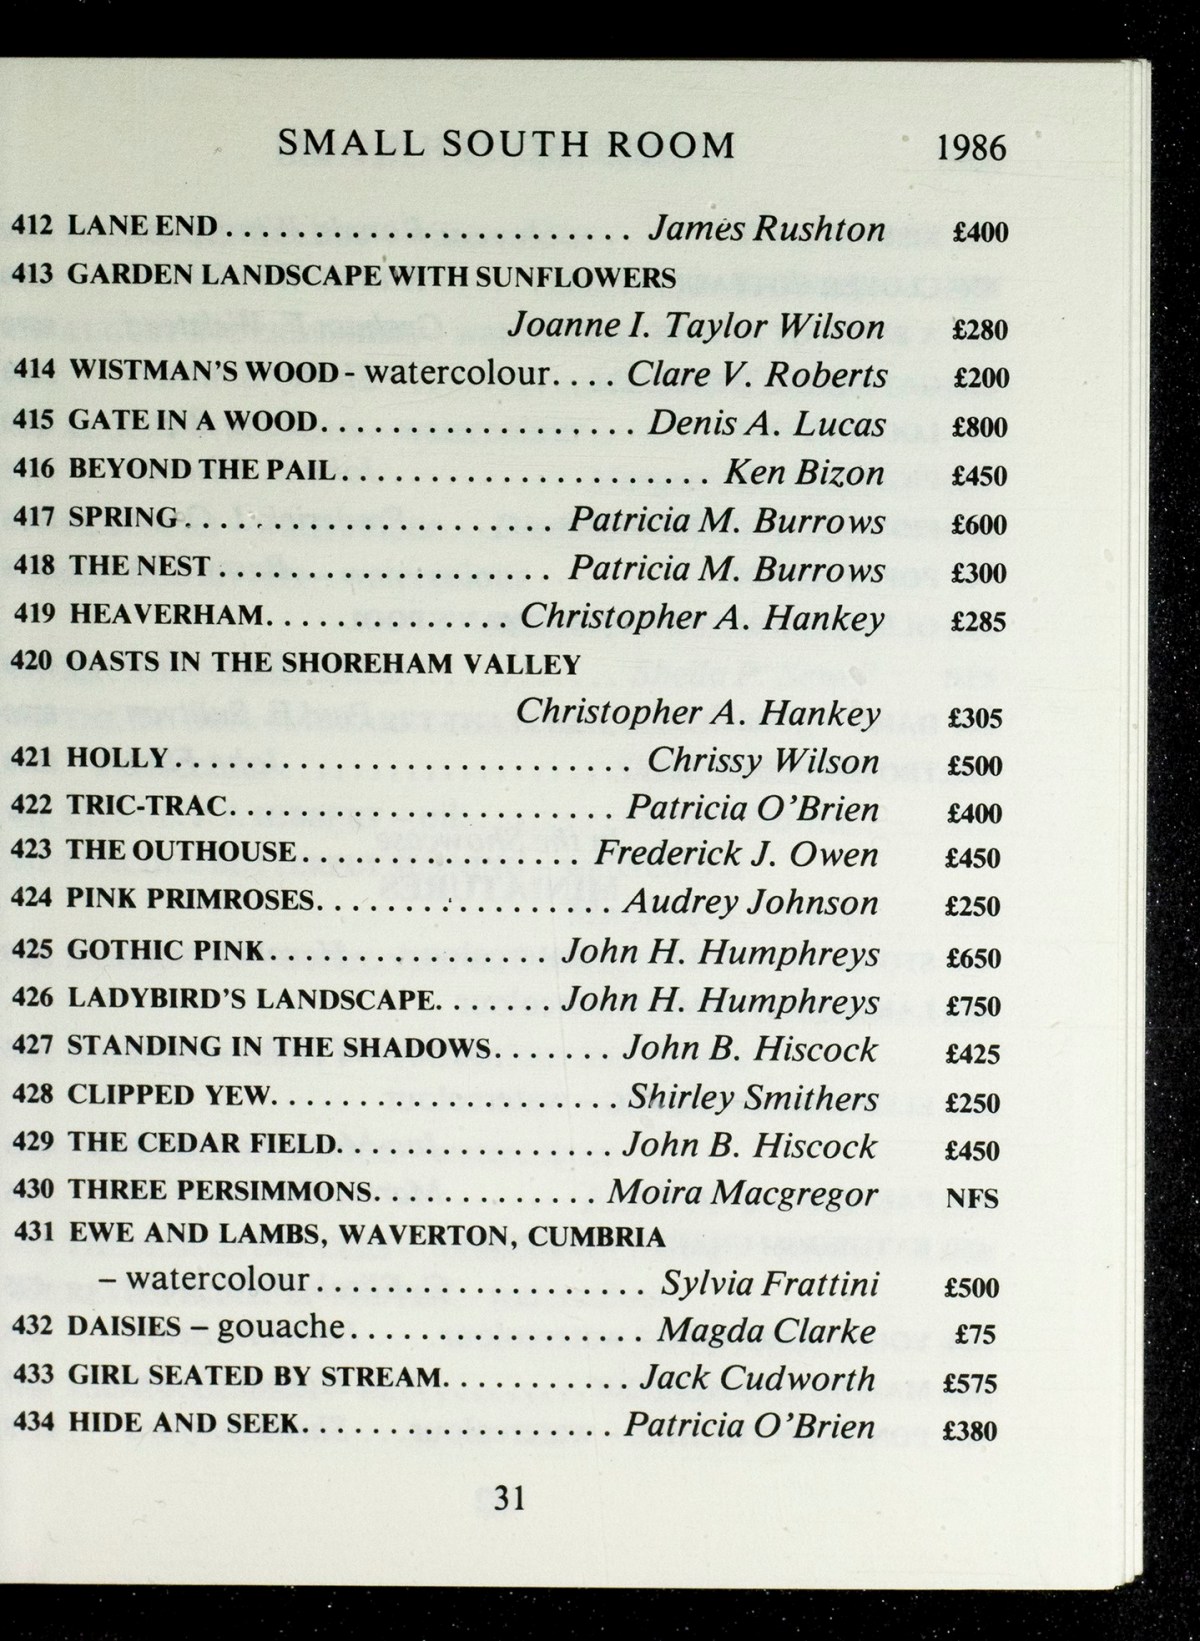 SMALL SOUTH ROOM 1986
412 LANE END . . . . . . . . . . . . . . . . . . . . . . . . James Rushton £400
413 GARDEN LANDSCAPE WITH SUNFLOWERS
Joanne I. Taylor Wilson £280
414 WISTMAN'S WOOD - watercolour. . . . Clare V. Roberts £200
415 GATE IN A WOOD. . . . . . . . . . . . . . . . . . . Denis A. Lucas £800
416 BEYOND THE PAIL. . . . . . . . . . . . . . . . . . . . . . Ken Bizon £450
417 SPRING. . . . . . . . . . . . . . . . . . . . . . Patricia M. Burrows £600
418 THE NEST . . . . . . . . . . . . . . . . . . . . Patricia M. Burrows £300
419 HEAVERHAM. . . . . . . . . . . . . . Christopher A. Hankey £285
420 OASTS IN THE SHOREHAM VALLEY
Christopher A. Hankey £305
421 HOLLY. . . . . . . . . . . . . . . . . . . . . . . . . . . Chrissy Wilson £500
422 TRIC-TRAC. . . . . . . . . . . . . . . . . . . . . . . Patricia O'Brien £400
423 THE OUTHOUSE. . . . . . . . . . . . . . . . . Frederick J. Owen £450
424 PINK PRIMROSES. . . . . . . . . . . . . . . . . . Audrey Johnson £250
425 GOTHIC PINK. . . . . . . . . . . . . . . . . John H. Humphreys £650
426 LADYBIRD'S LANDSCAPE. . . . . . . John H. Humphreys £750
427 STANDING IN THE SHADOWS. . . . . . . John B. Hiscock £425
428 CLIPPED YEW. . . . . . . . . . . . . . . . . . . . . Shirley Smithers £250
429 THE CEDAR FIELD. . . . . . . . . . . . . . . . . John B. Hiscock £450
430 THREE PERSIMMONS. . . . . . . . . . . . . Moira Macgregor NFS
431 EWE AND LAMBS, WAVERTON, CUMBRIA
– watercolour . . . . . . . . . . . . . . . . . . . . Sylvia Frattini £500
432 DAISIES – gouache. . . . . . . . . . . . . . . . . . Magda Clarke £75
433 GIRL SEATED BY STREAM. . . . . . . . . . . Jack Cudworth £575
434 HIDE AND SEEK. . . . . . . . . . . . . . . . . . . Patricia O'Brien £380
31